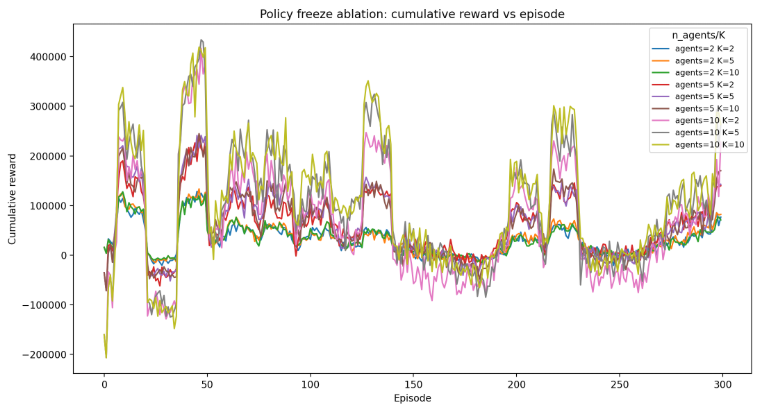 Policy freeze ablation: cumulative reward vs episode
400000
300000
200000
100000
0
−100000
−200000
Cumulative reward
0
50
100
150
200
250
300
Episode
n_agents/K
agents=2 K=2
agents=2 K=5
agents=2 K=10
agents=5 K=2
agents=5 K=5
agents=5 K=10
agents=10 K=2
agents=10 K=5
agents=10 K=10